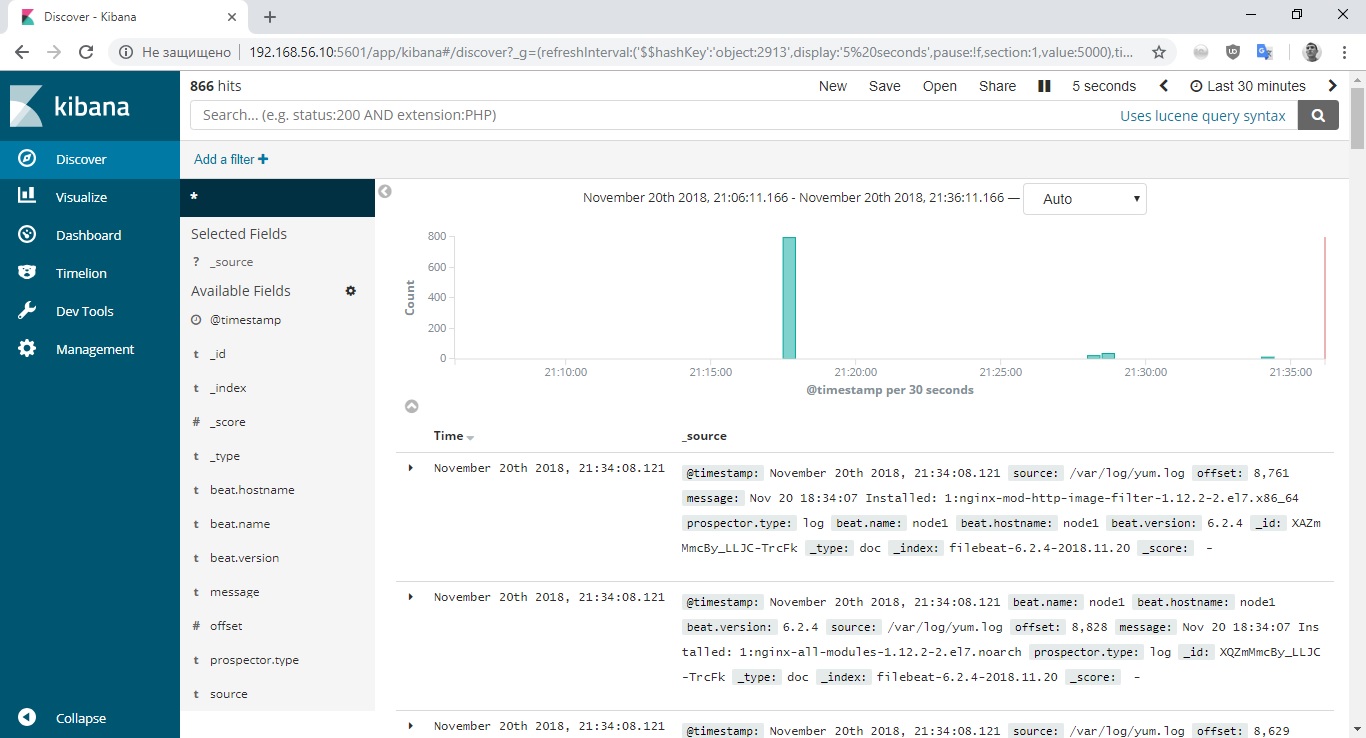 Discover - Kibana
Не защищено 192.168.56.10:5601/app/kibana#/discover?_g=(refreshInterval:('$$hashKey':'object:2913',display:'5%20seconds',pause:!f,section:1,value:5000),ti...
kibana
Discover
Visualize
Dashboard
Timelion
Dev Tools
Management
Collapse
866 hits
New Save Open Share 5 seconds Last 30 minutes
Search... (e.g. status:200 AND extension:PHP) Uses lucene query syntax
Add a filter +
*
Selected Fields
? _source
Available Fields
@timestamp
t _id
t _index
# _score
t _type
t beat.hostname
t beat.name
t beat.version
t message
# offset
t prospector.type
t source
November 20th 2018, 21:06:11.166 - November 20th 2018, 21:36:11.166 — Auto
Count
800
600
400
200
0
21:10:00 21:15:00 21:20:00 21:25:00 21:30:00 21:35:00
@timestamp per 30 seconds
Time _source
November 20th 2018, 21:34:08.121 @timestamp: November 20th 2018, 21:34:08.121 source: /var/log/yum.log offset: 8,761
message: Nov 20 18:34:07 Installed: 1:nginx-mod-http-image-filter-1.12.2-2.el7.x86_64
prospector.type: log beat.name: node1 beat.hostname: node1 beat.version: 6.2.4 _id: XAZm
MmcBy_LLJC-TrcFk _type: doc _index: filebeat-6.2.4-2018.11.20 _score: -
November 20th 2018, 21:34:08.121 @timestamp: November 20th 2018, 21:34:08.121 beat.name: node1 beat.hostname: node1
beat.version: 6.2.4 source: /var/log/yum.log offset: 8,828 message: Nov 20 18:34:07 Ins
talled: 1:nginx-all-modules-1.12.2-2.el7.noarch prospector.type: log _id: XQZmMmcBy_LLJC
-TrcFk _type: doc _index: filebeat-6.2.4-2018.11.20 _score: -
November 20th 2018, 21:34:08.121 @timestamp: November 20th 2018, 21:34:08.121 source: /var/log/yum.log offset: 8,629